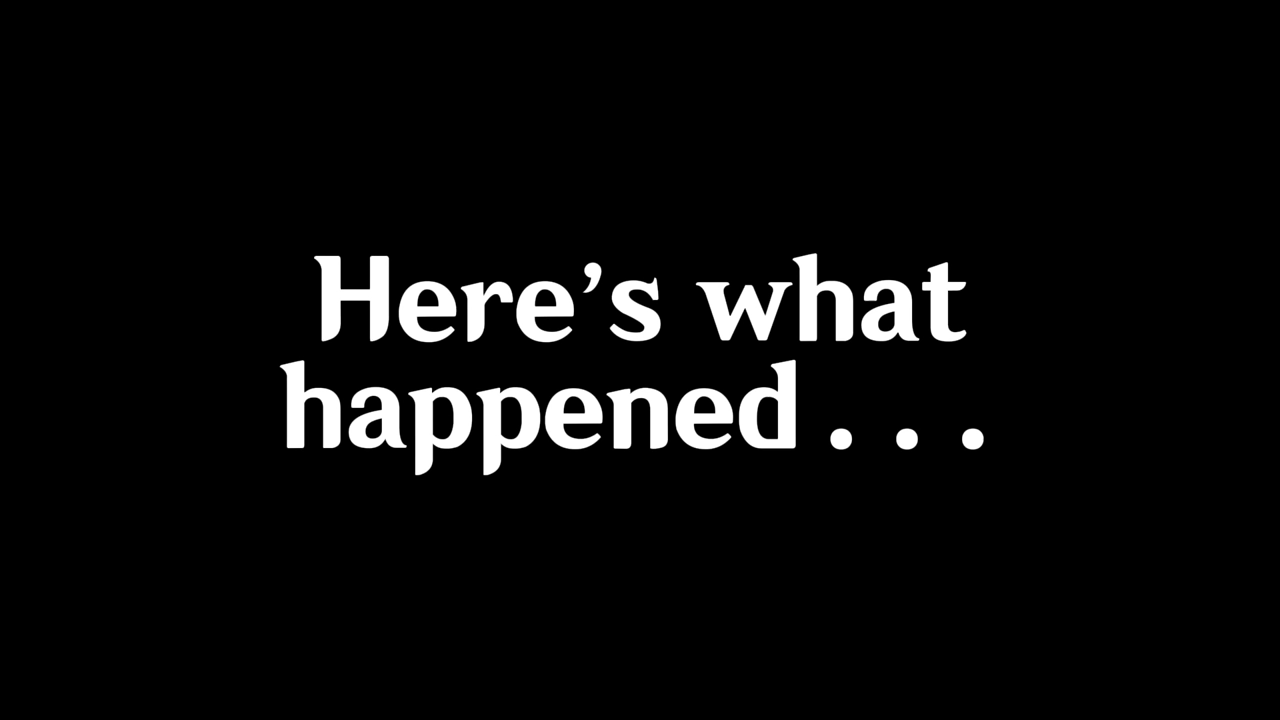 Here’s what
happened . . .